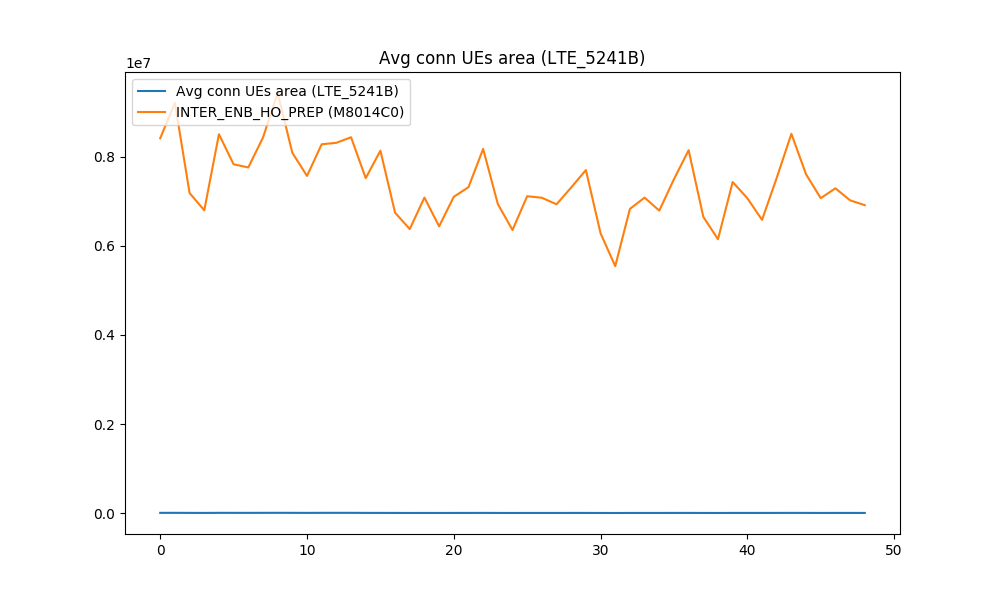 Avg conn UEs area (LTE_5241B)
1e7
Avg conn UEs area (LTE_5241B)
INTER_ENB_HO_PREP (M8014C0)
0.8
0.6
0.4
0.2
0.0
0 10 20 30 40 50